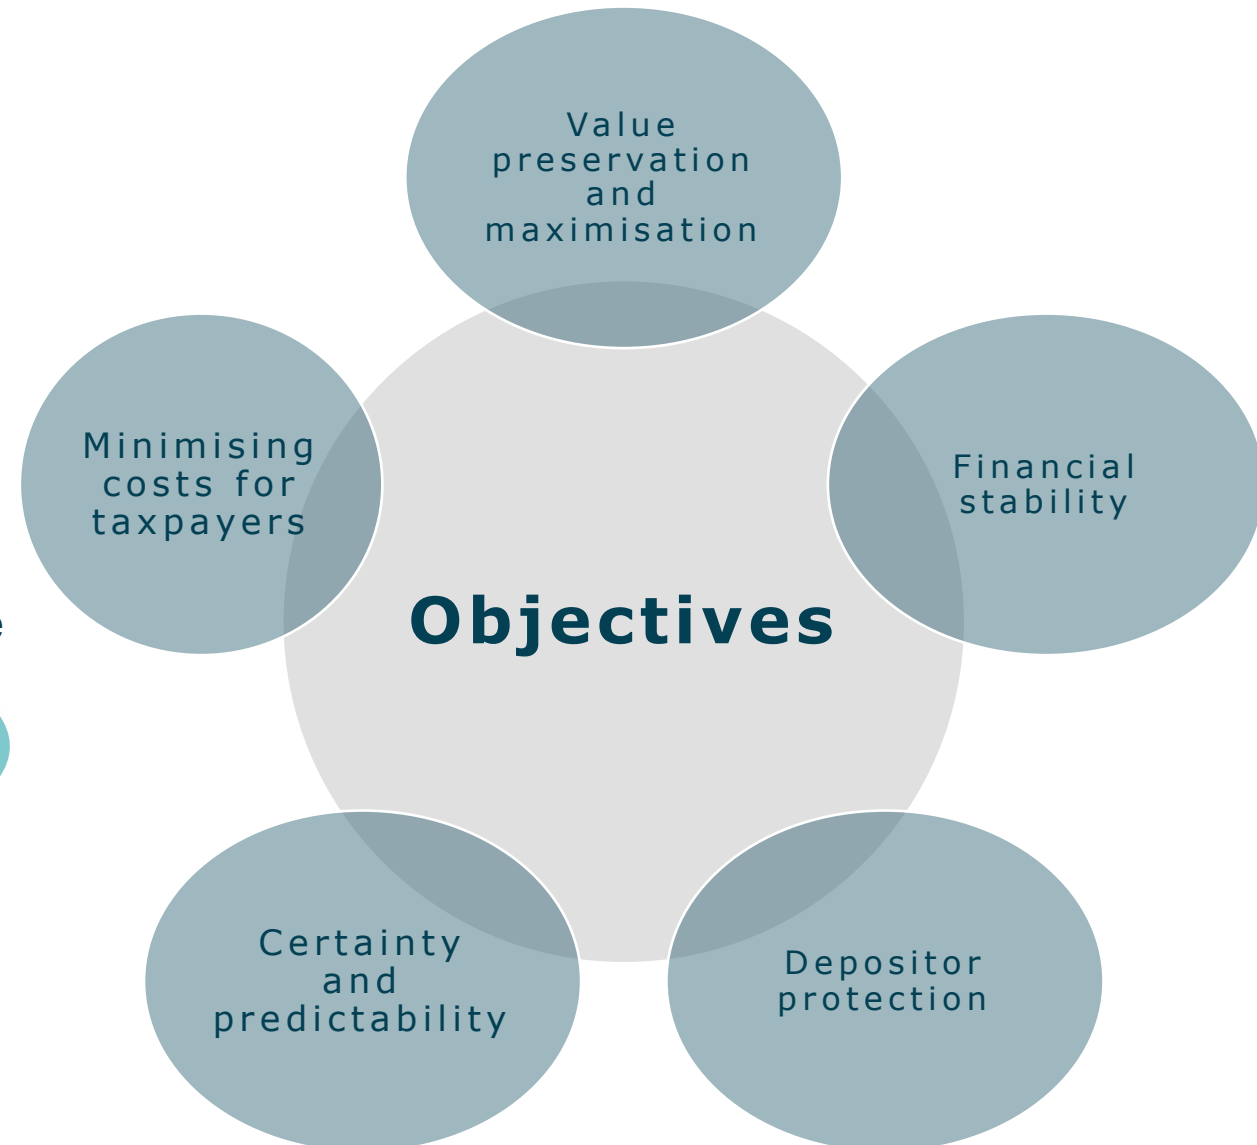 Value
preservation
and
maximisation
Financial
stability
Depositor
protection
Certainty
and
predictability
Minimising
costs for
taxpayers
Objectives